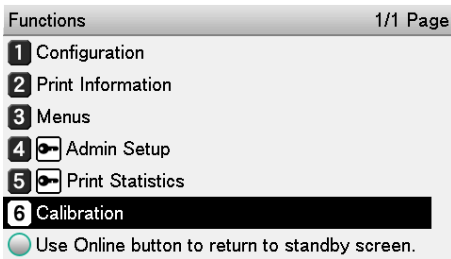 Functions 1/1 Page
1 Configuration
2 Print Information
3 Menus
4 Admin Setup
5 Print Statistics
6 Calibration
Use Online button to return to standby screen.